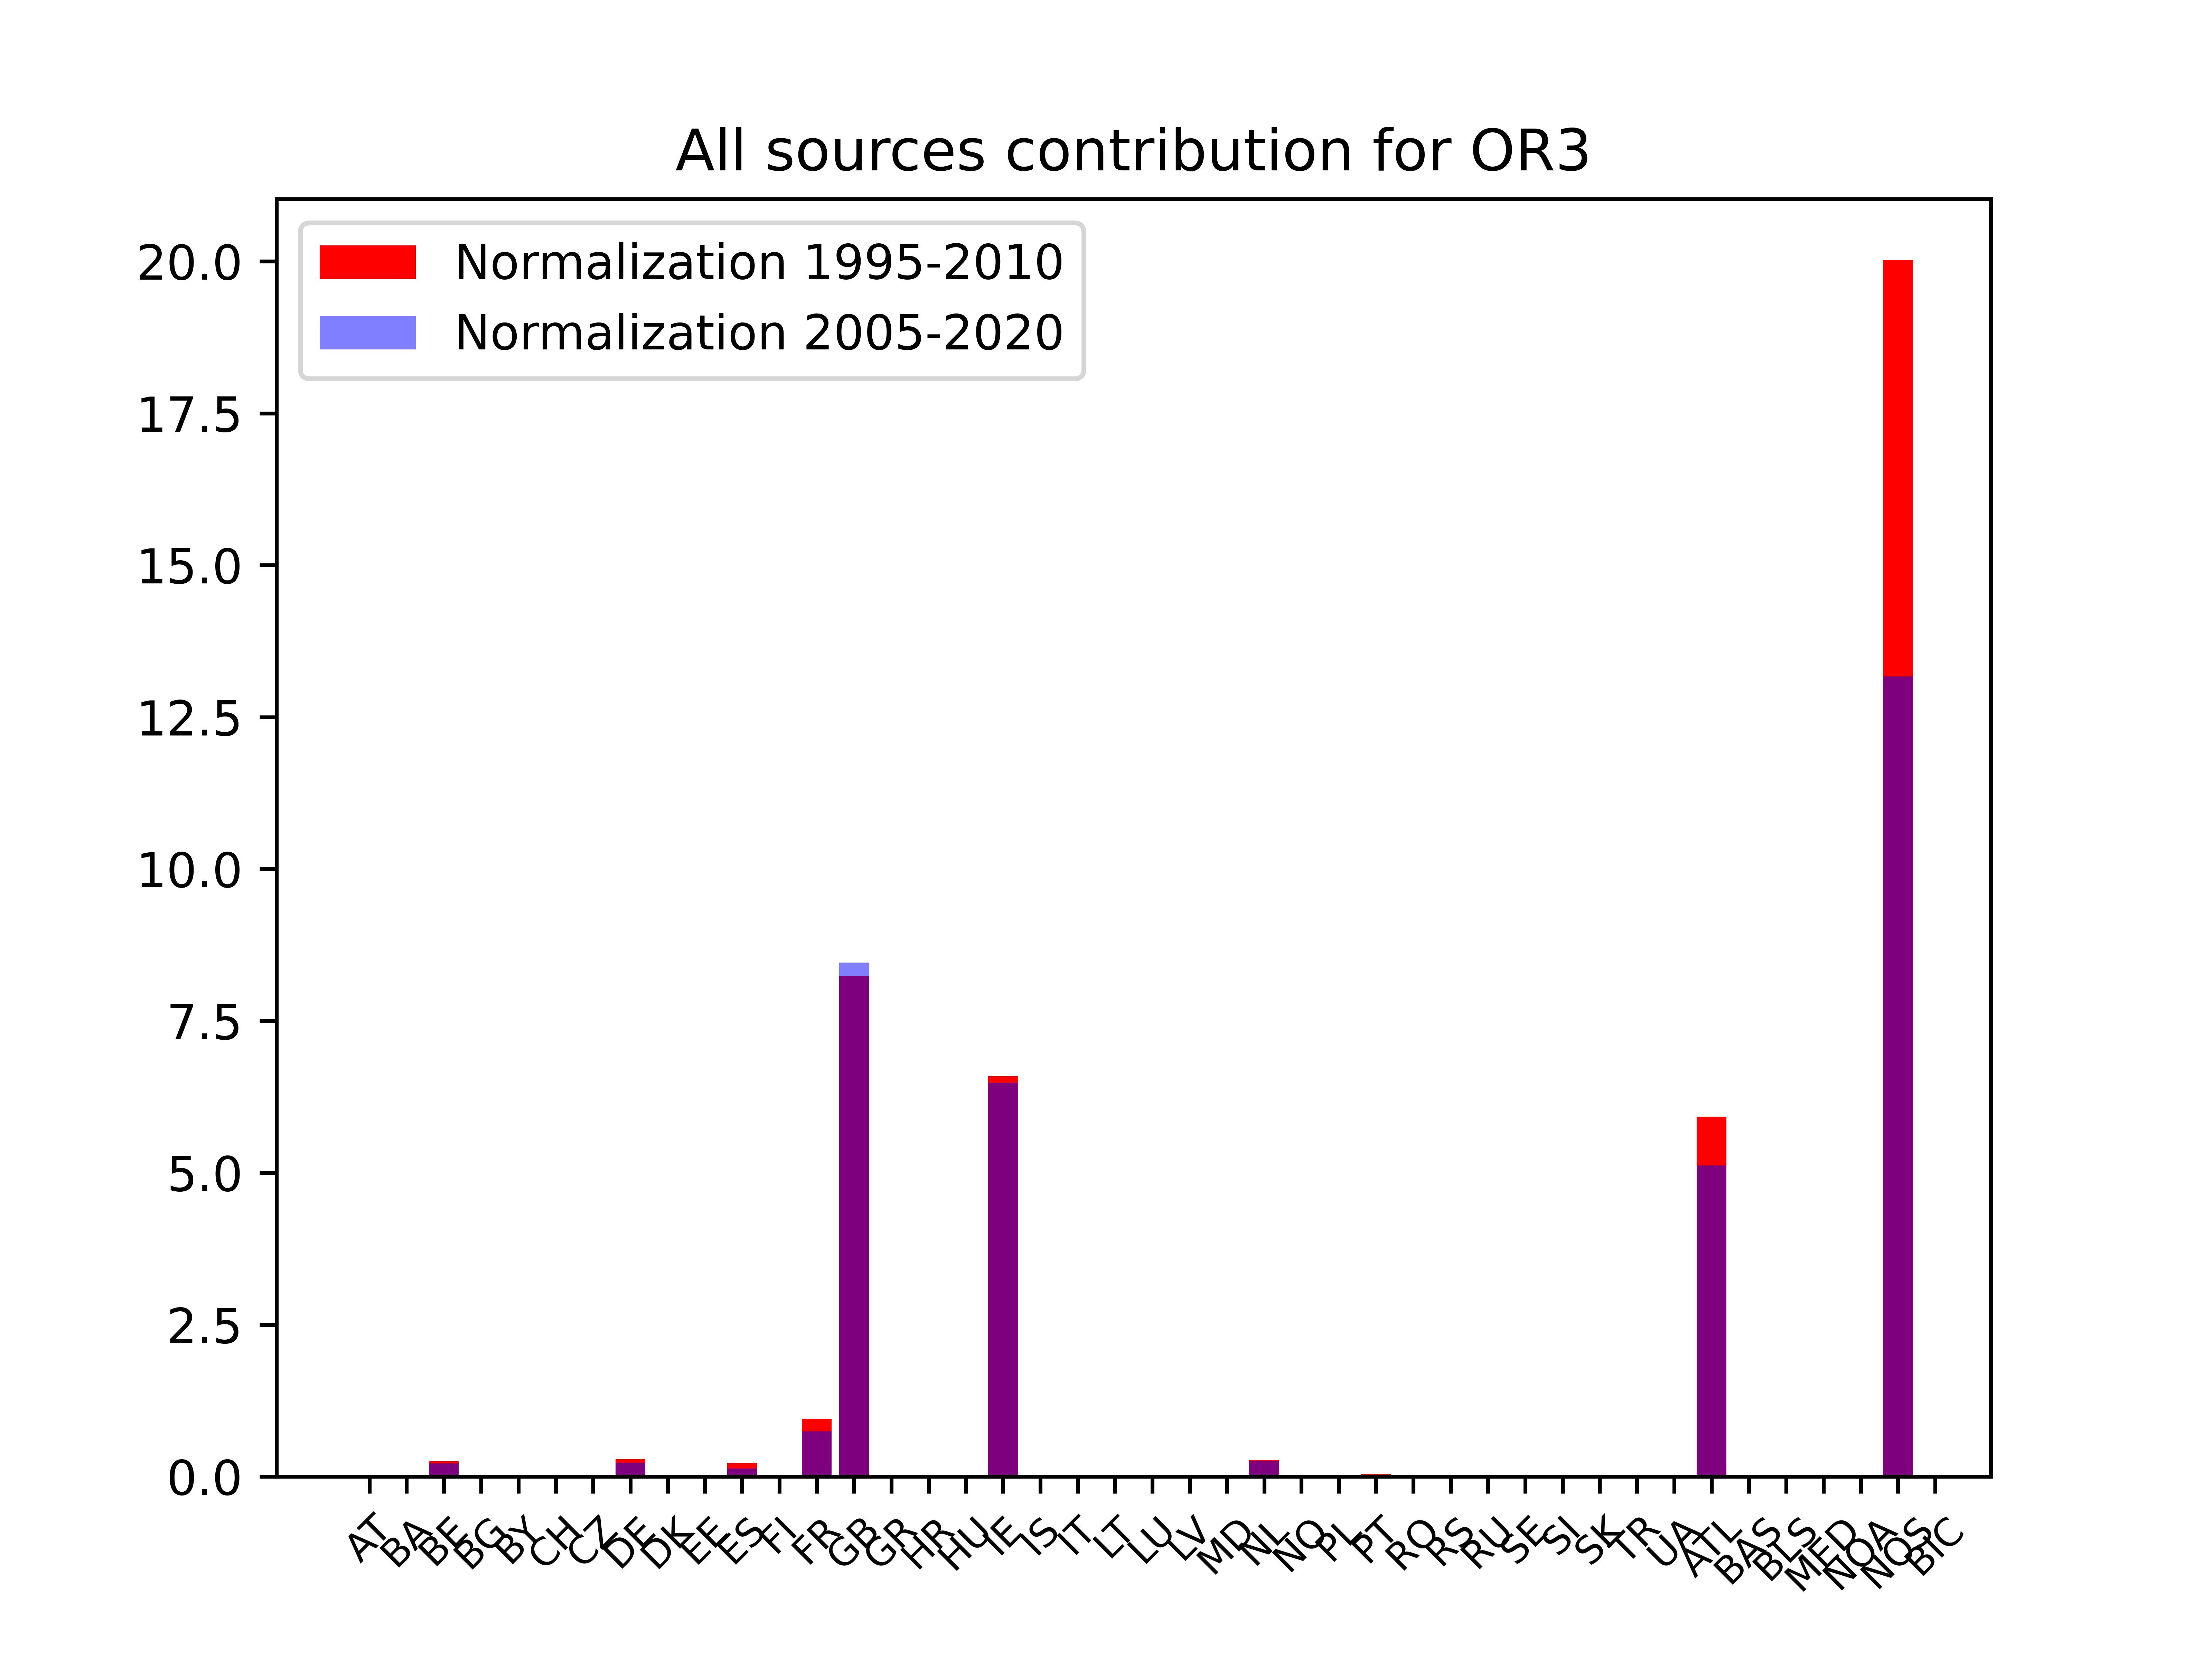 All sources contribution for OR3
Normalization 1995-2010
Normalization 2005-2020
20.0
17.5
15.0
12.5
10.0
7.5
5.0
2.5
0.0
AT BA BE BG BY CH CZ DE DK EE ES FI FR GB GR HR HU IE IS IT LT LU LV MD NL NO PL PT RO RS RU SE SI SK TR UA ATL BAS BLS MED NOA NOS BIC